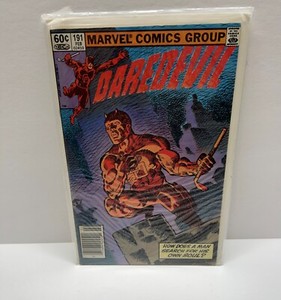 60¢
191
FEB
MARVEL COMICS GROUP
DAREDEVIL
HOW DOES A MAN
SEARCH FOR HIS
OWN SOUL?